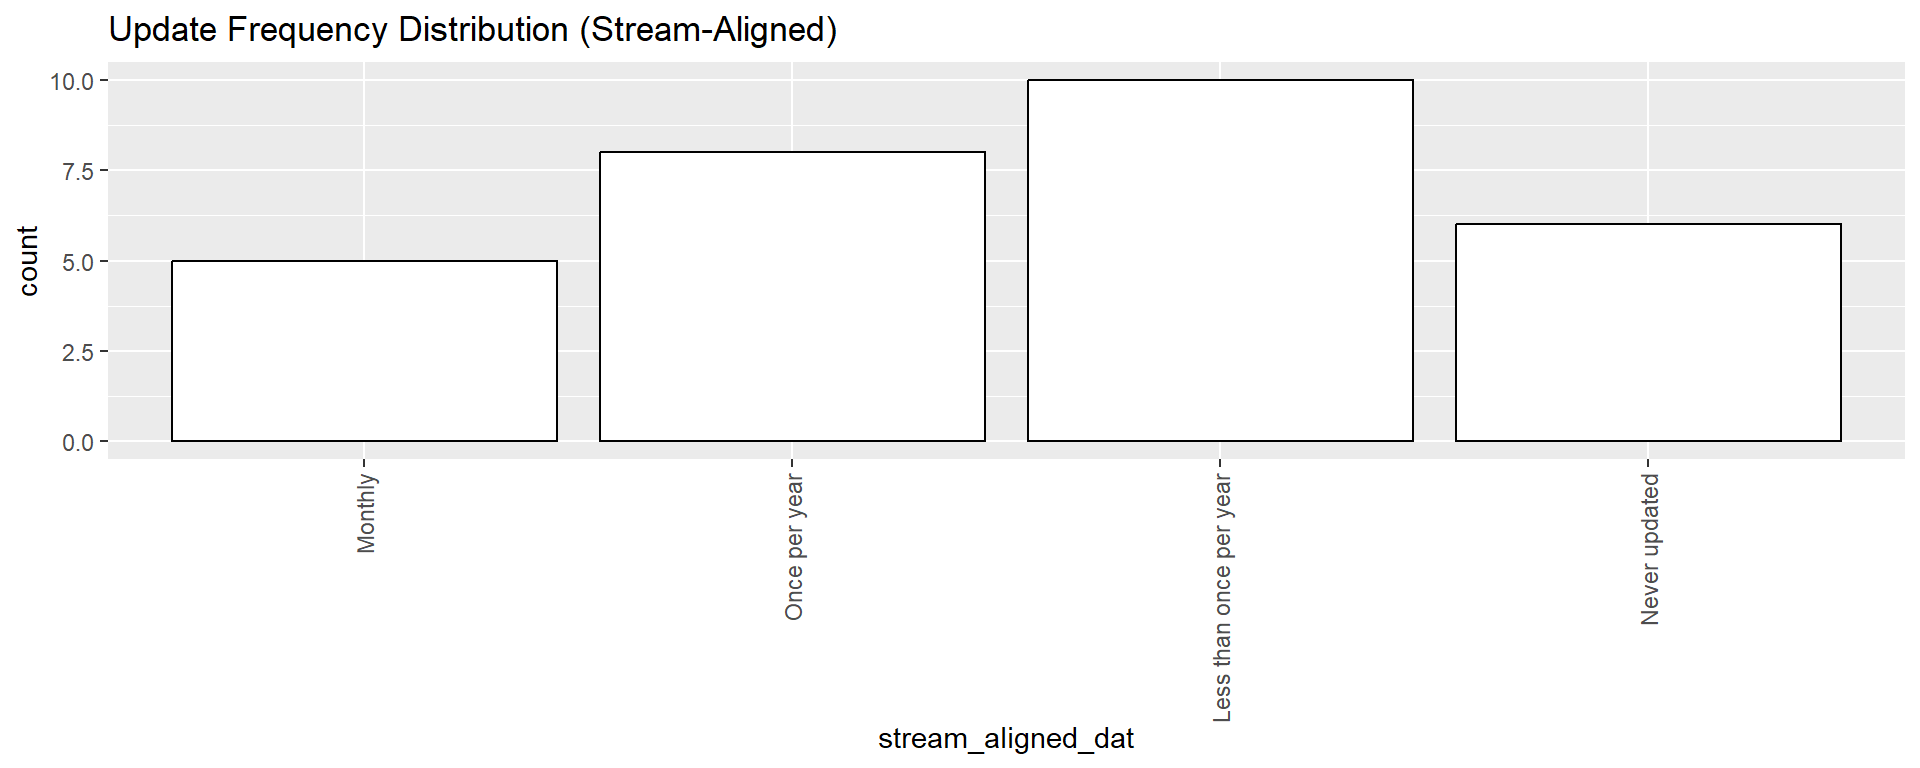 Update Frequency Distribution (Stream-Aligned)
count
10.0
7.5
5.0
2.5
0.0
Monthly
Once per year
Less than once per year
Never updated
stream_aligned_dat